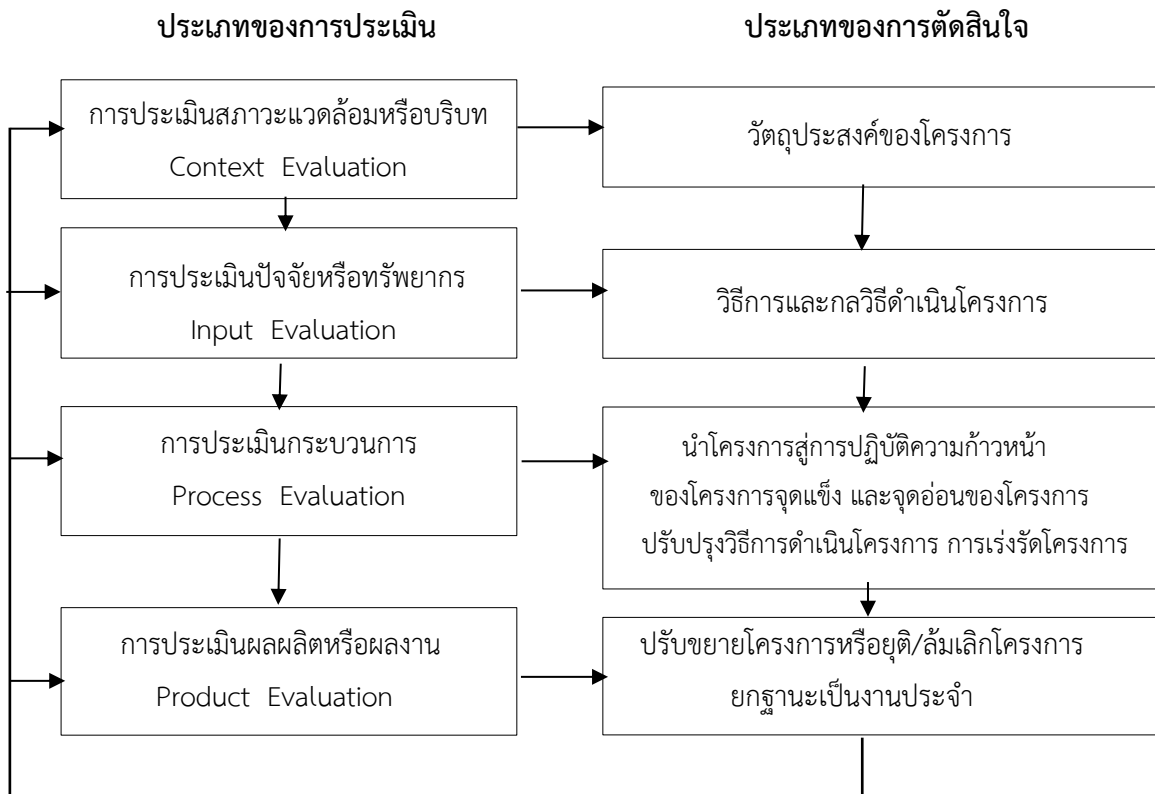 ประเภทของการประเมิน
ประเภทของการตัดสินใจ
การประเมินสภาวะแวดล้อมหรือบริบท
Context Evaluation
วัตถุประสงค์ของโครงการ
การประเมินปัจจัยหรือทรัพยากร
Input Evaluation
วิธีการและกลวิธีดำเนินโครงการ
การประเมินกระบวนการ
Process Evaluation
นำโครงการสู่การปฏิบัติความก้าวหน้า
ของโครงการจุดแข็ง และจุดอ่อนของโครงการ
ปรับปรุงวิธีการดำเนินโครงการ การเร่งรัดโครงการ
การประเมินผลผลิตหรือผลงาน
Product Evaluation
ปรับขยายโครงการหรือยุติ/ล้มเลิกโครงการ
ยกฐานะเป็นงานประจำ